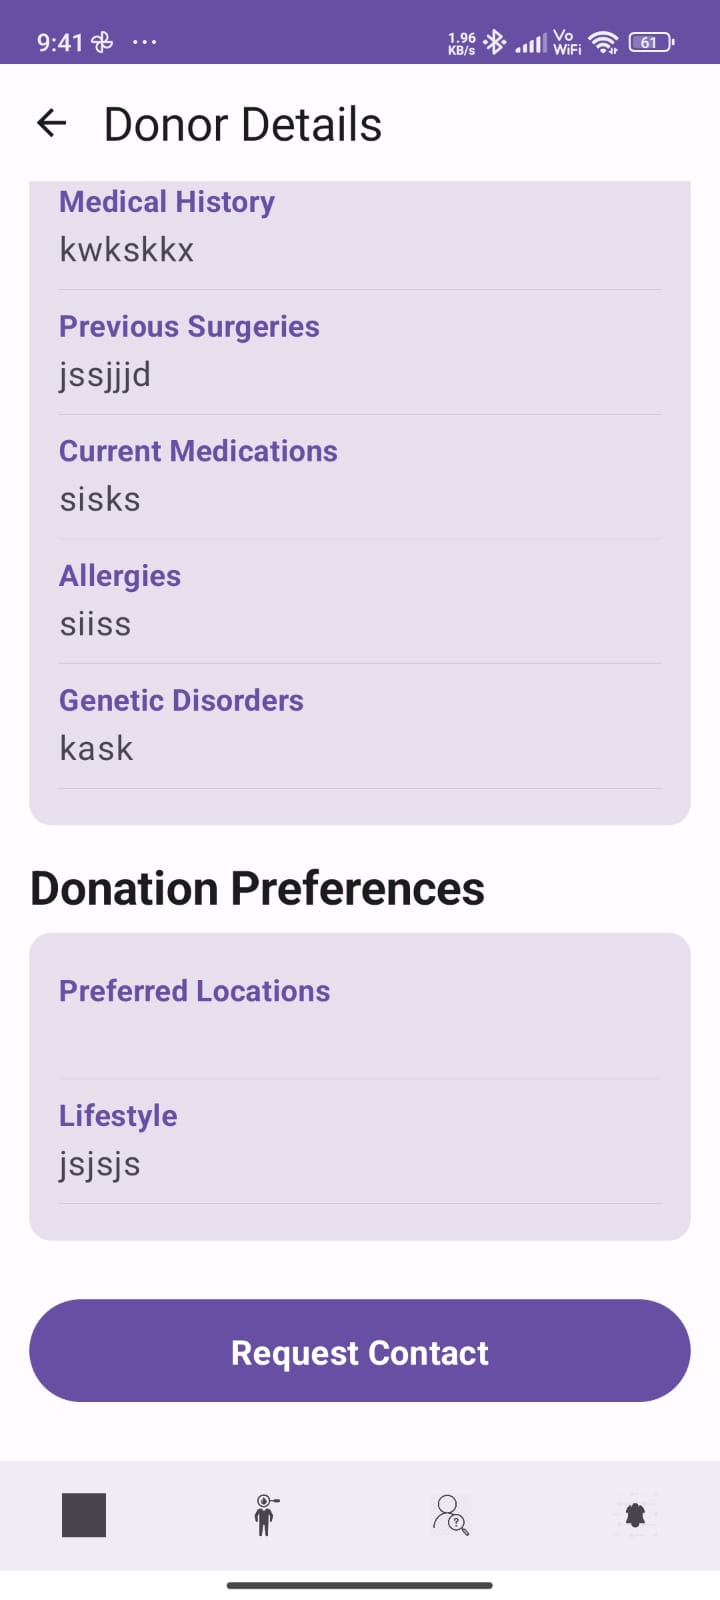 9:41
1.96
KB/s
Vo
WiFi
61
Donor Details
Medical History
kwkskkx
Previous Surgeries
jssjjjd
Current Medications
sisks
Allergies
siiss
Genetic Disorders
kask
Donation Preferences
Preferred Locations
Lifestyle
jsjsjs
Request Contact
?